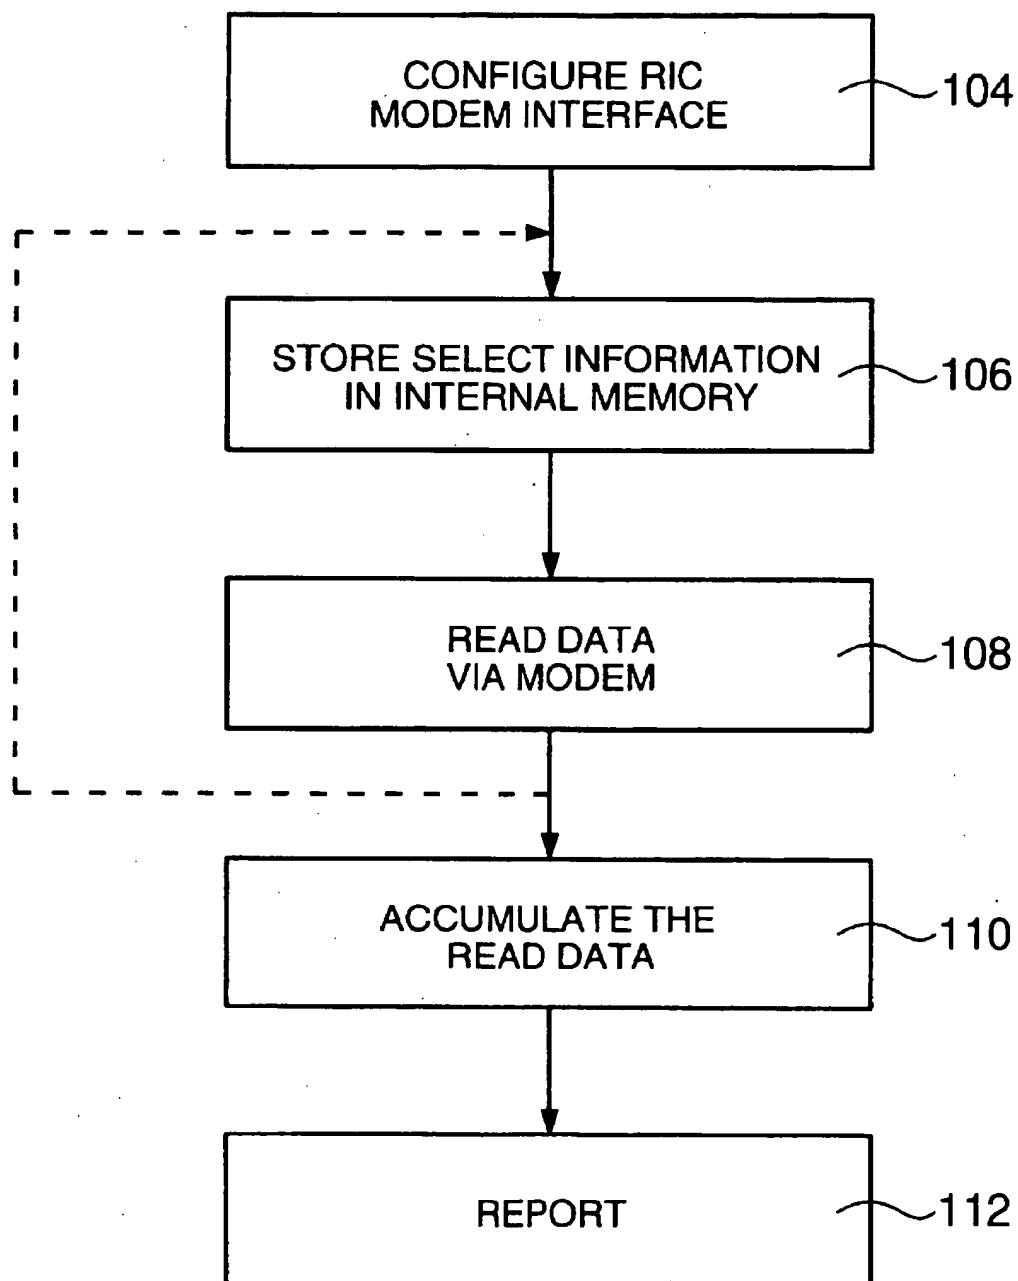 CONFIGURE RIC
MODEM INTERFACE
104
STORE SELECT INFORMATION
IN INTERNAL MEMORY
106
READ DATA
VIA MODEM
108
ACCUMULATE THE
READ DATA
110
REPORT
112